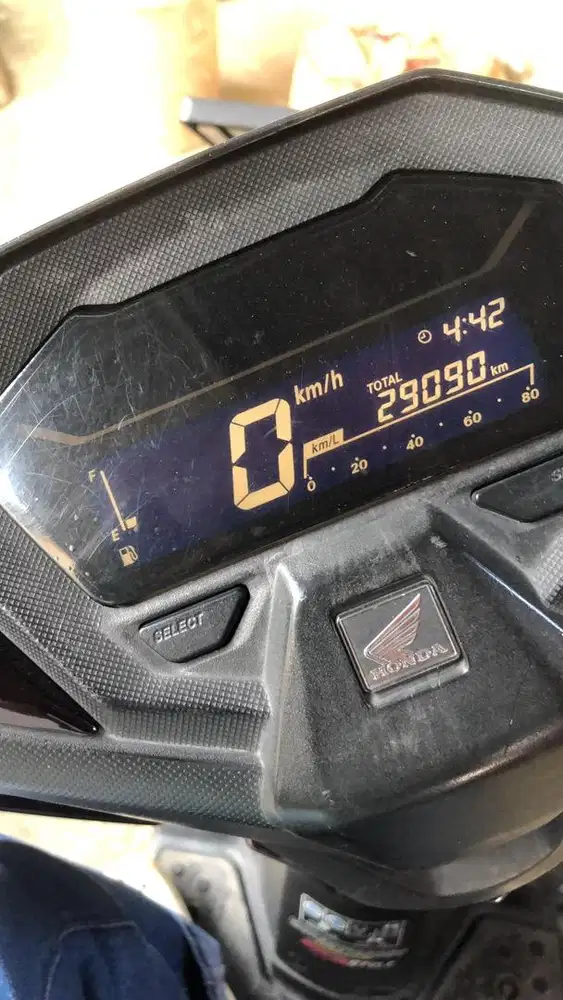 4:42
km/h
TOTAL
29090 km
0
km/L
0 20 40 60 80
F
E
SELECT
HONDA